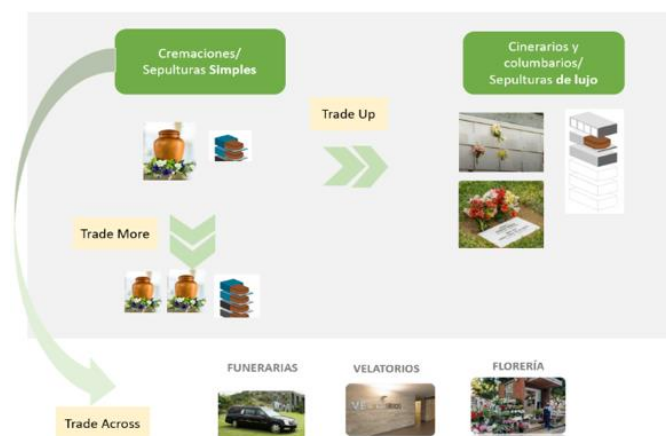 Cremaciones/
Sepulturas Simples
Cinerarios y
columbarios/
Sepulturas de lujo
Trade Up
Trade More
FUNERARIAS
VELATORIOS
FLORERÍA
Trade Across